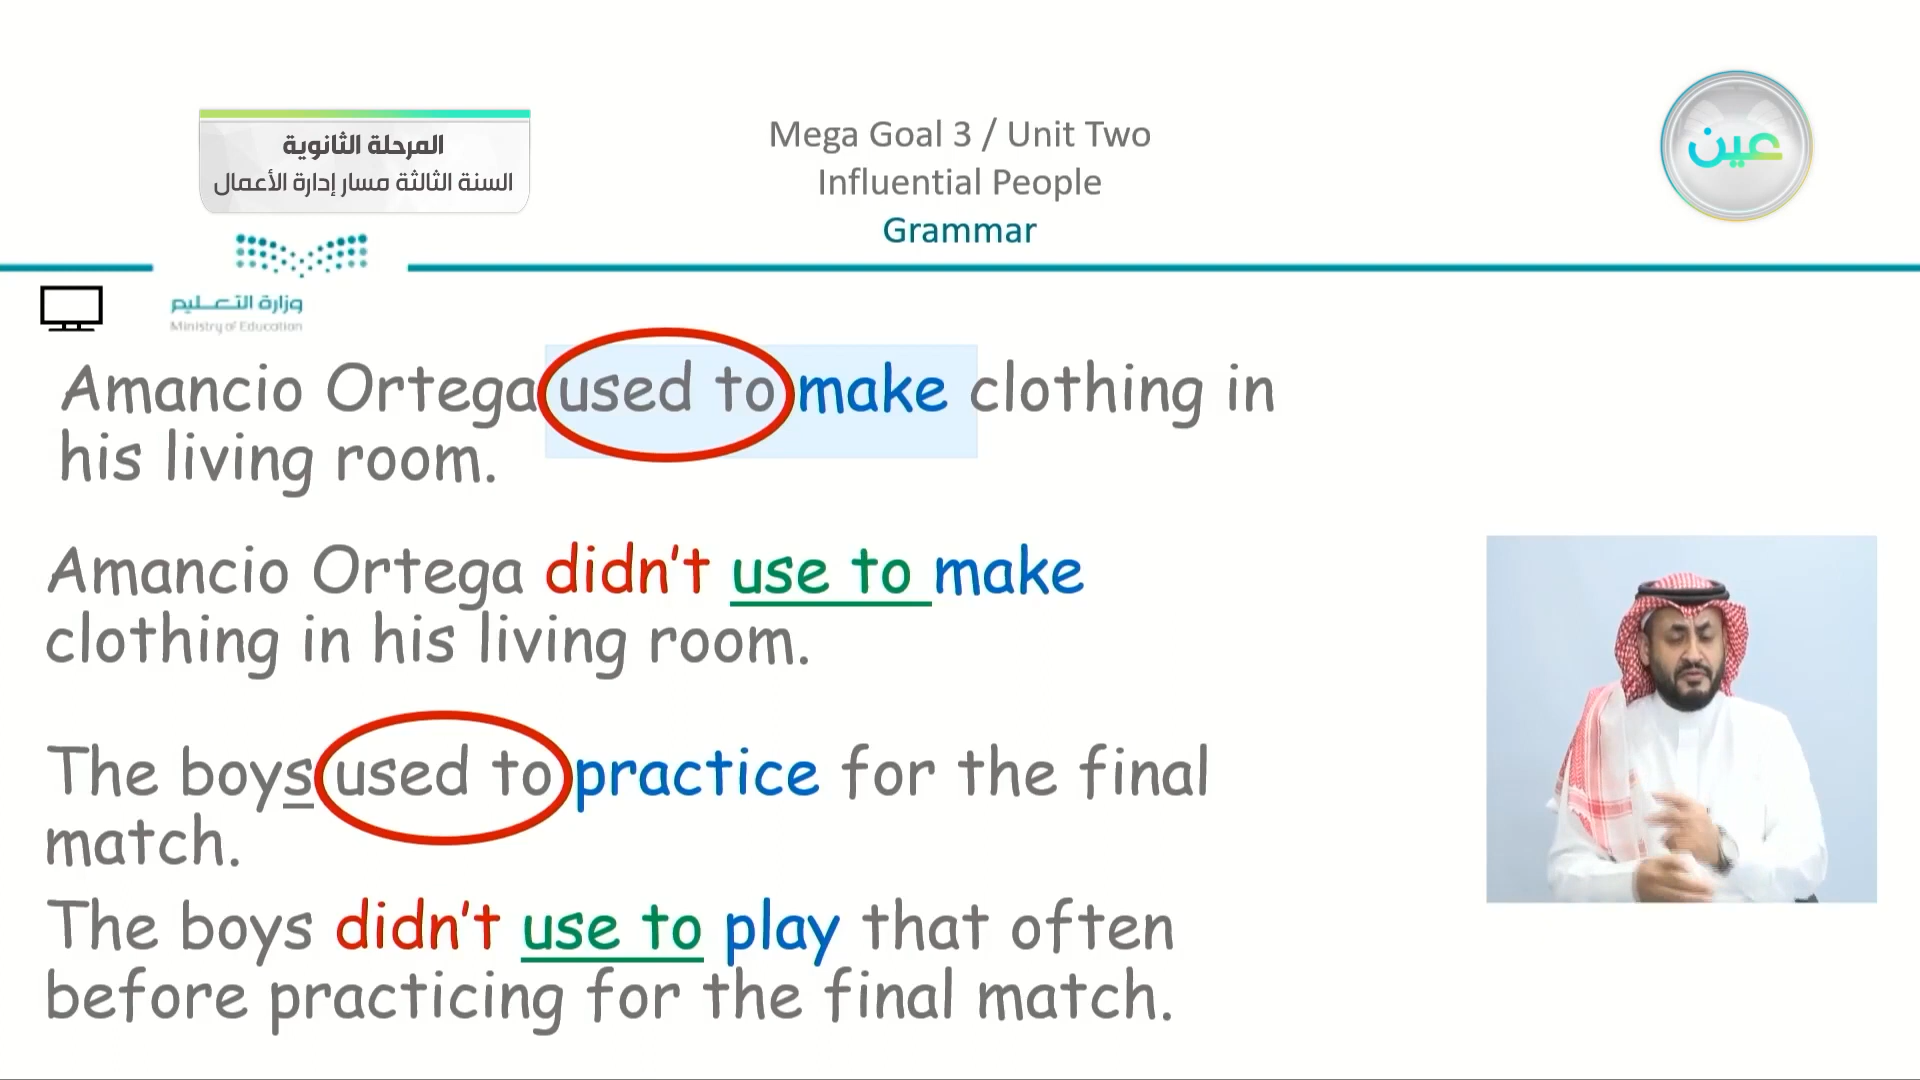 المرحلة الثانوية
السنة الثالثة مسار إدارة الأعمال
Mega Goal 3 / Unit Two
Influential People
Grammar
عين
وزارة التعليم
Ministry of Education
Amancio Ortega used to make clothing in
his living room.
Amancio Ortega didn't use to make
clothing in his living room.
The boys used to practice for the final
match.
The boys didn't use to play that often
before practicing for the final match.